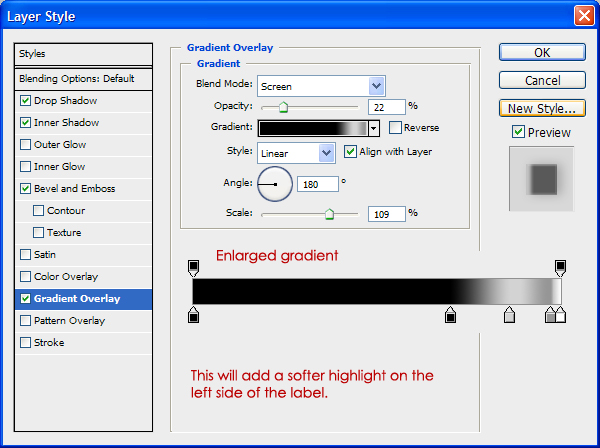 Layer Style
Styles
Blending Options: Default
Drop Shadow
Inner Shadow
Outer Glow
Inner Glow
Bevel and Emboss
Contour
Texture
Satin
Color Overlay
Gradient Overlay
Pattern Overlay
Stroke
Gradient Overlay
Gradient
Blend Mode: Screen
Opacity: 22 %
Gradient: Reverse
Style: Linear Align with Layer
Angle: 180 °
Scale: 109 %
Enlarged gradient
This will add a softer highlight on the
left side of the label.
OK
Cancel
New Style...
Preview